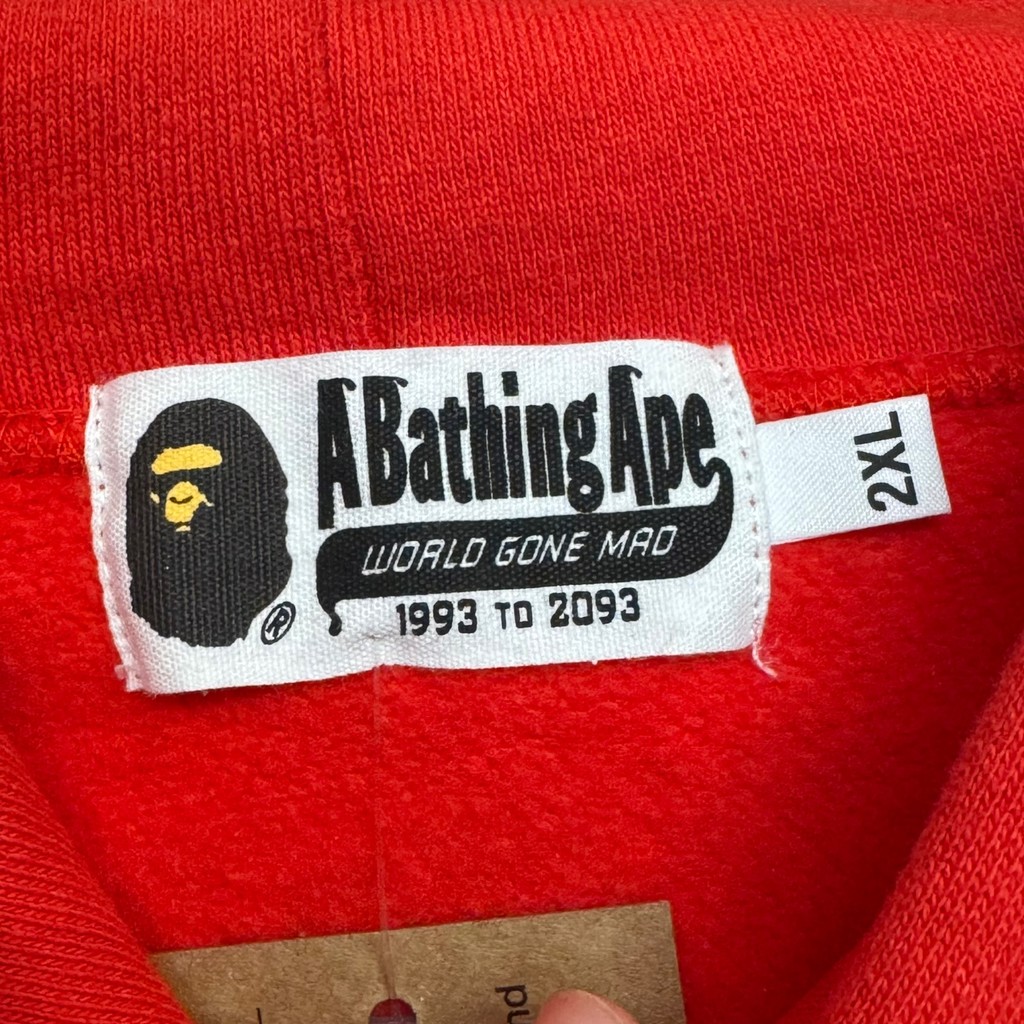 A Bathing Ape
WORLD GONE MAD
1993 TO 2093
®
2XL